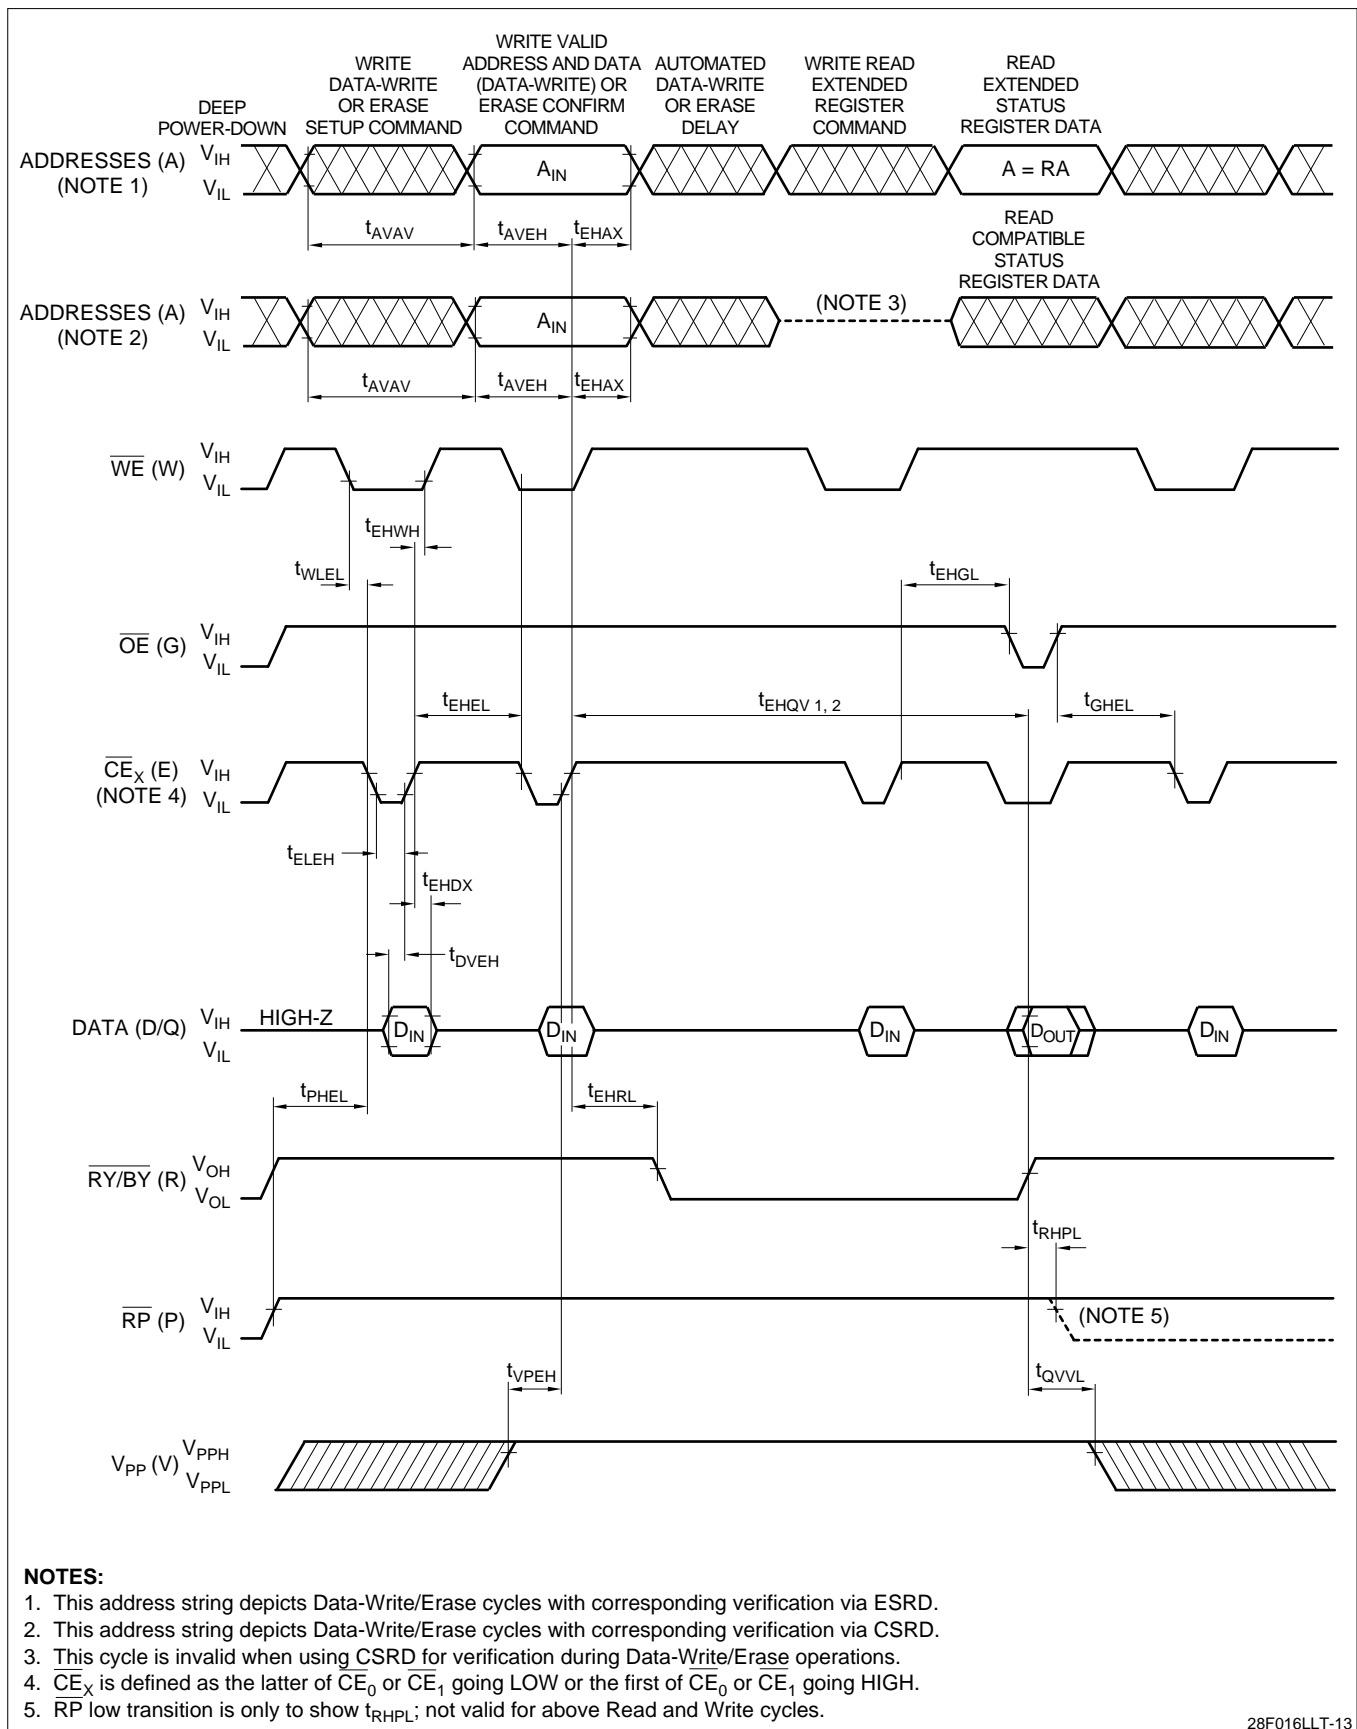 DEEP
POWER-DOWN
WRITE
DATA-WRITE
OR ERASE
SETUP COMMAND
WRITE VALID
ADDRESS AND DATA
(DATA-WRITE) OR
ERASE CONFIRM
COMMAND
AUTOMATED
DATA-WRITE
OR ERASE
DELAY
WRITE READ
EXTENDED
REGISTER
COMMAND
READ
EXTENDED
STATUS
REGISTER DATA
ADDRESSES (A)
(NOTE 1)
VIH
VIL
AIN
A = RA
tAVAV
tAVEH
tEHAX
READ
COMPATIBLE
STATUS
REGISTER DATA
ADDRESSES (A)
(NOTE 2)
VIH
VIL
AIN
(NOTE 3)
tAVAV
tAVEH
tEHAX
WE (W)
VIH
VIL
tEHWH
tWLEL
tEHGL
OE (G)
VIH
VIL
tEHEL
tEHQV 1, 2
tGHEL
CEX (E)
(NOTE 4)
VIH
VIL
tELEH
tEHDX
tDVEH
DATA (D/Q)
VIH
VIL
HIGH-Z
DIN
DIN
DIN
DOUT
DIN
tPHEL
tEHRL
RY/BY (R)
VOH
VOL
tRHPL
RP (P)
VIH
VIL
(NOTE 5)
tVPEH
tQVVL
VPP (V)
VPPH
VPPL
NOTES:
1. This address string depicts Data-Write/Erase cycles with corresponding verification via ESRD.
2. This address string depicts Data-Write/Erase cycles with corresponding verification via CSRD.
3. This cycle is invalid when using CSRD for verification during Data-Write/Erase operations.
4. CEX is defined as the latter of CE0 or CE1 going LOW or the first of CE0 or CE1 going HIGH.
5. RP low transition is only to show tRHPL; not valid for above Read and Write cycles.
28F016LLT-13